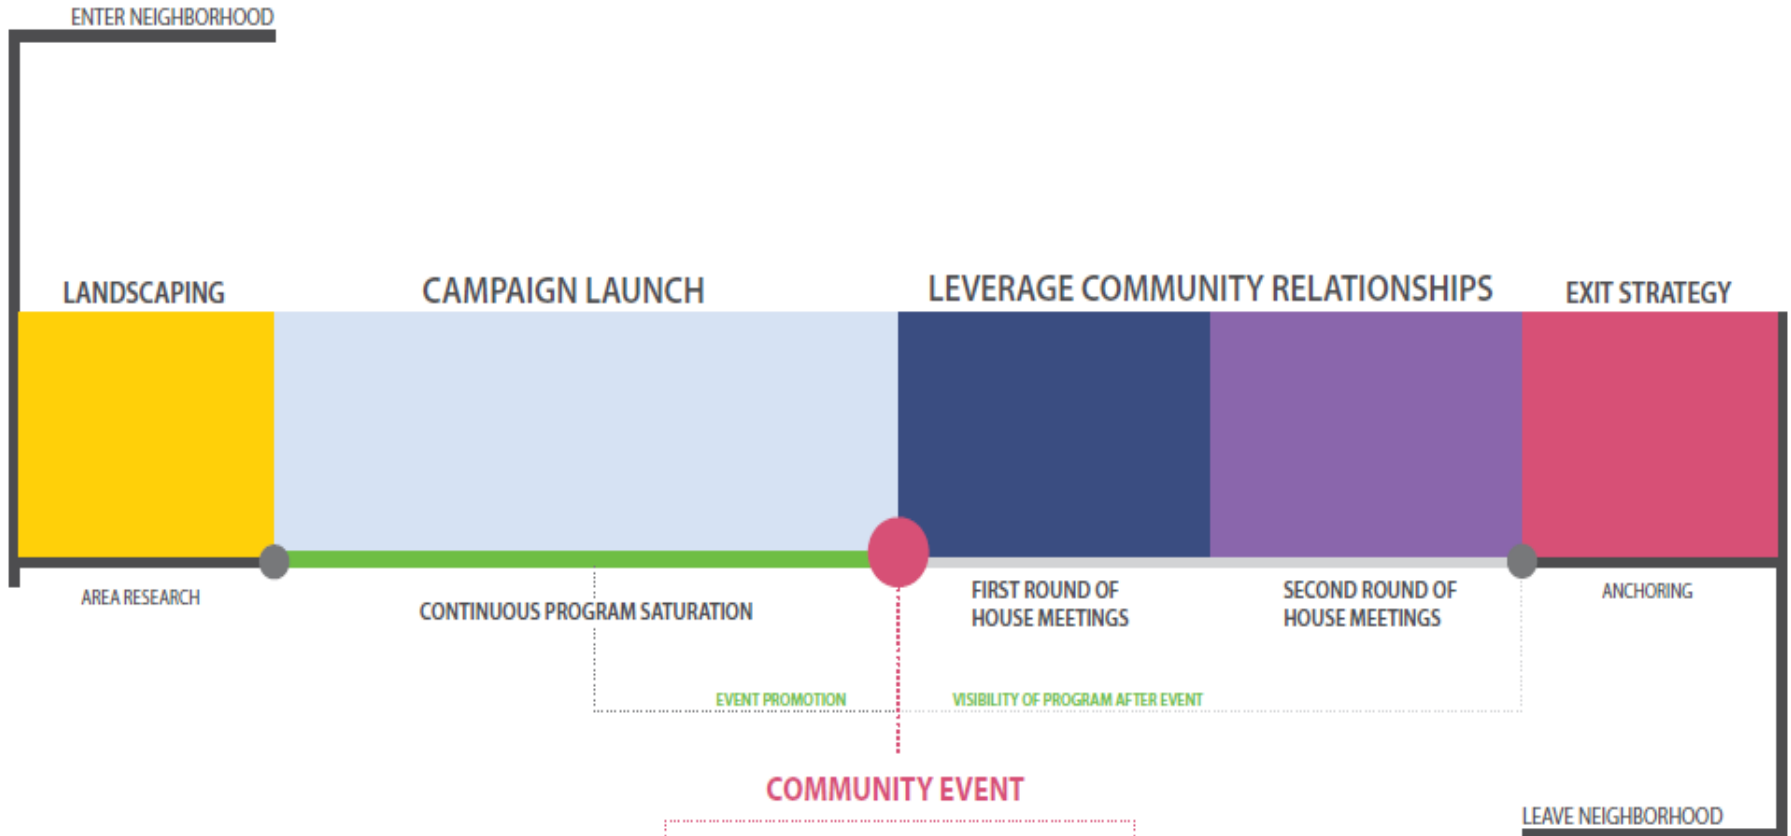 ENTER NEIGHBORHOOD
LANDSCAPING
CAMPAIGN LAUNCH
LEVERAGE COMMUNITY RELATIONSHIPS
EXIT STRATEGY
AREA RESEARCH
CONTINUOUS PROGRAM SATURATION
FIRST ROUND OF
HOUSE MEETINGS
SECOND ROUND OF
HOUSE MEETINGS
ANCHORING
EVENT PROMOTION
VISIBILITY OF PROGRAM AFTER EVENT
COMMUNITY EVENT
LEAVE NEIGHBORHOOD